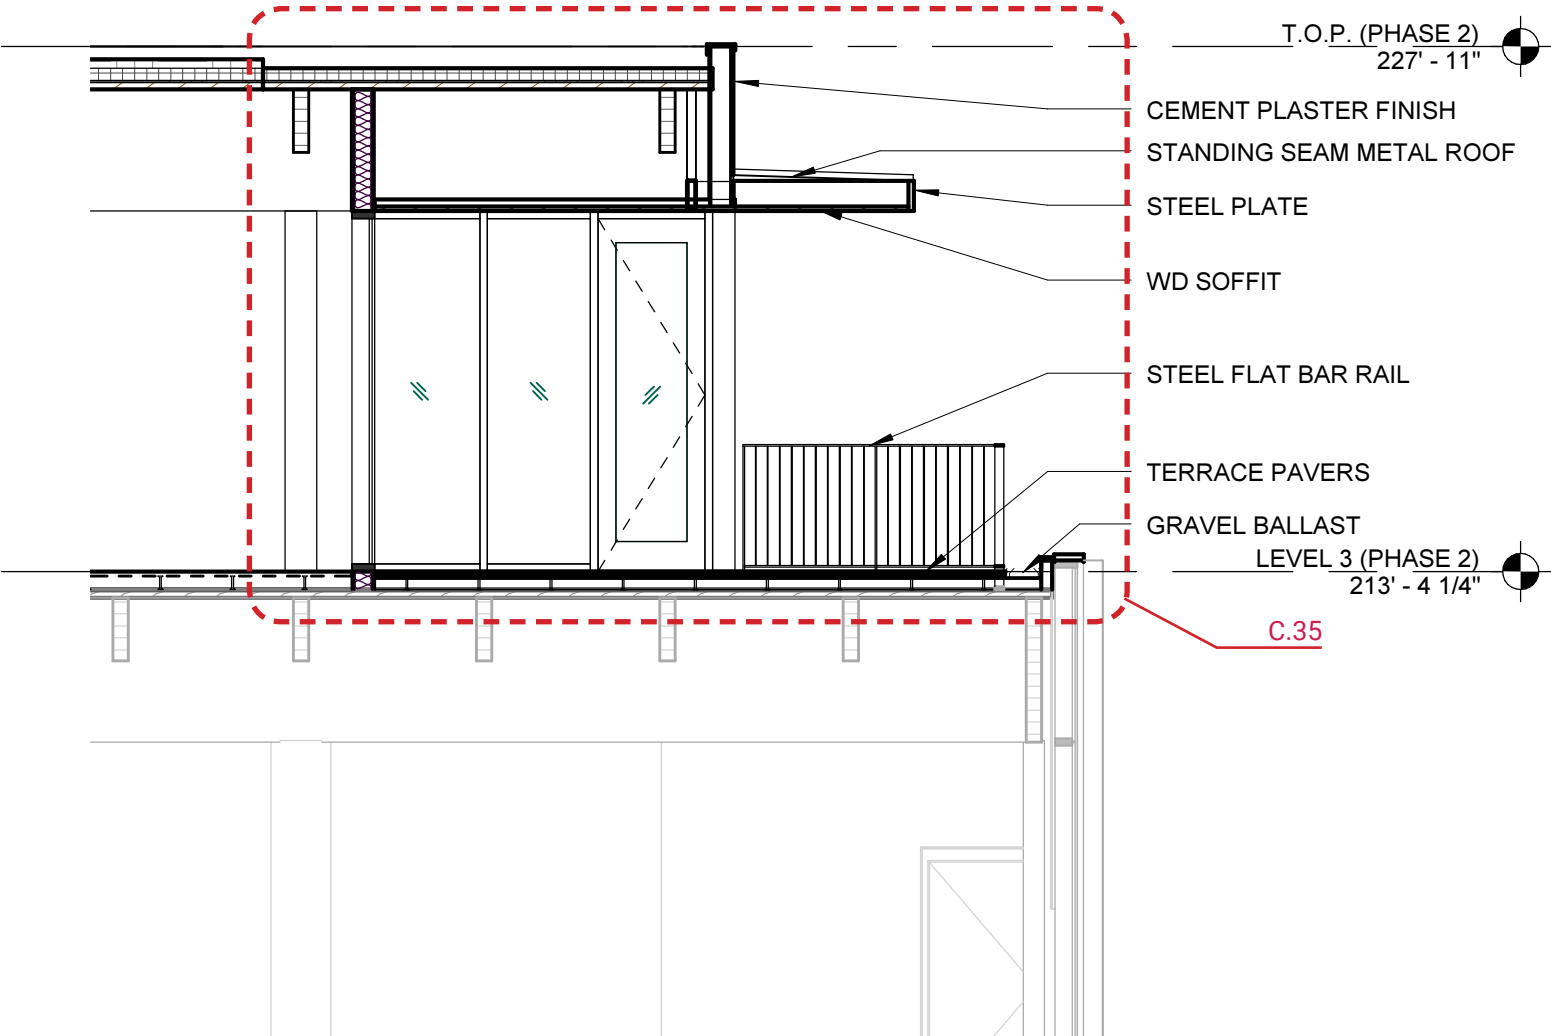 T.O.P. (PHASE 2)
227' - 11"
CEMENT PLASTER FINISH
STANDING SEAM METAL ROOF
STEEL PLATE
WD SOFFIT
STEEL FLAT BAR RAIL
TERRACE PAVERS
GRAVEL BALLAST
LEVEL 3 (PHASE 2)
213' - 4 1/4"
C.35